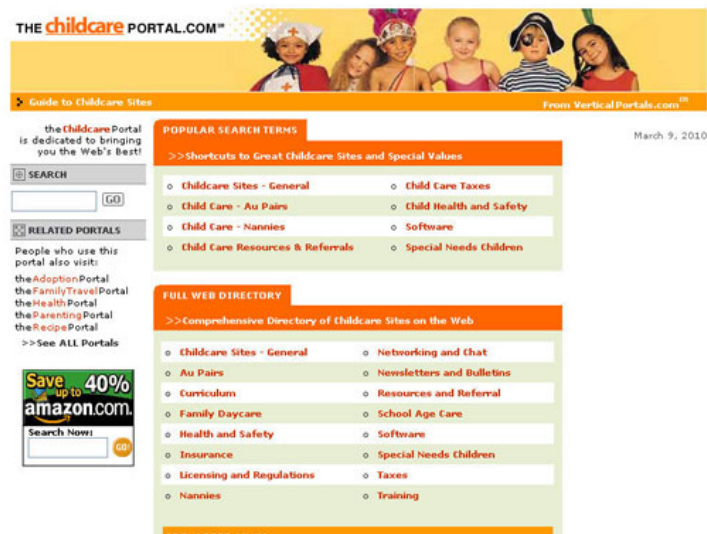 THE childcare PORTAL.COM℠
Guide to Childcare Sites
From VerticalPortals.com℠
the Childcare Portal
is dedicated to bringing
you the Web's Best!
SEARCH
GO
RELATED PORTALS
People who use this
portal also visit:
theAdoptionPortal
theFamilyTravelPortal
theHealthPortal
theParentingPortal
theRecipePortal
>>See ALL Portals
Save up to 40%
amazon.com.
Search Now:
GO!
POPULAR SEARCH TERMS
>>Shortcuts to Great Childcare Sites and Special Values
Childcare Sites - General
Child Care Taxes
Child Care - Au Pairs
Child Health and Safety
Child Care - Nannies
Software
Child Care Resources & Referrals
Special Needs Children
FULL WEB DIRECTORY
>>Comprehensive Directory of Childcare Sites on the Web
Childcare Sites - General
Networking and Chat
Au Pairs
Newsletters and Bulletins
Curriculum
Resources and Referral
Family Daycare
School Age Care
Health and Safety
Software
Insurance
Special Needs Children
Licensing and Regulations
Taxes
Nannies
Training
March 9, 2010